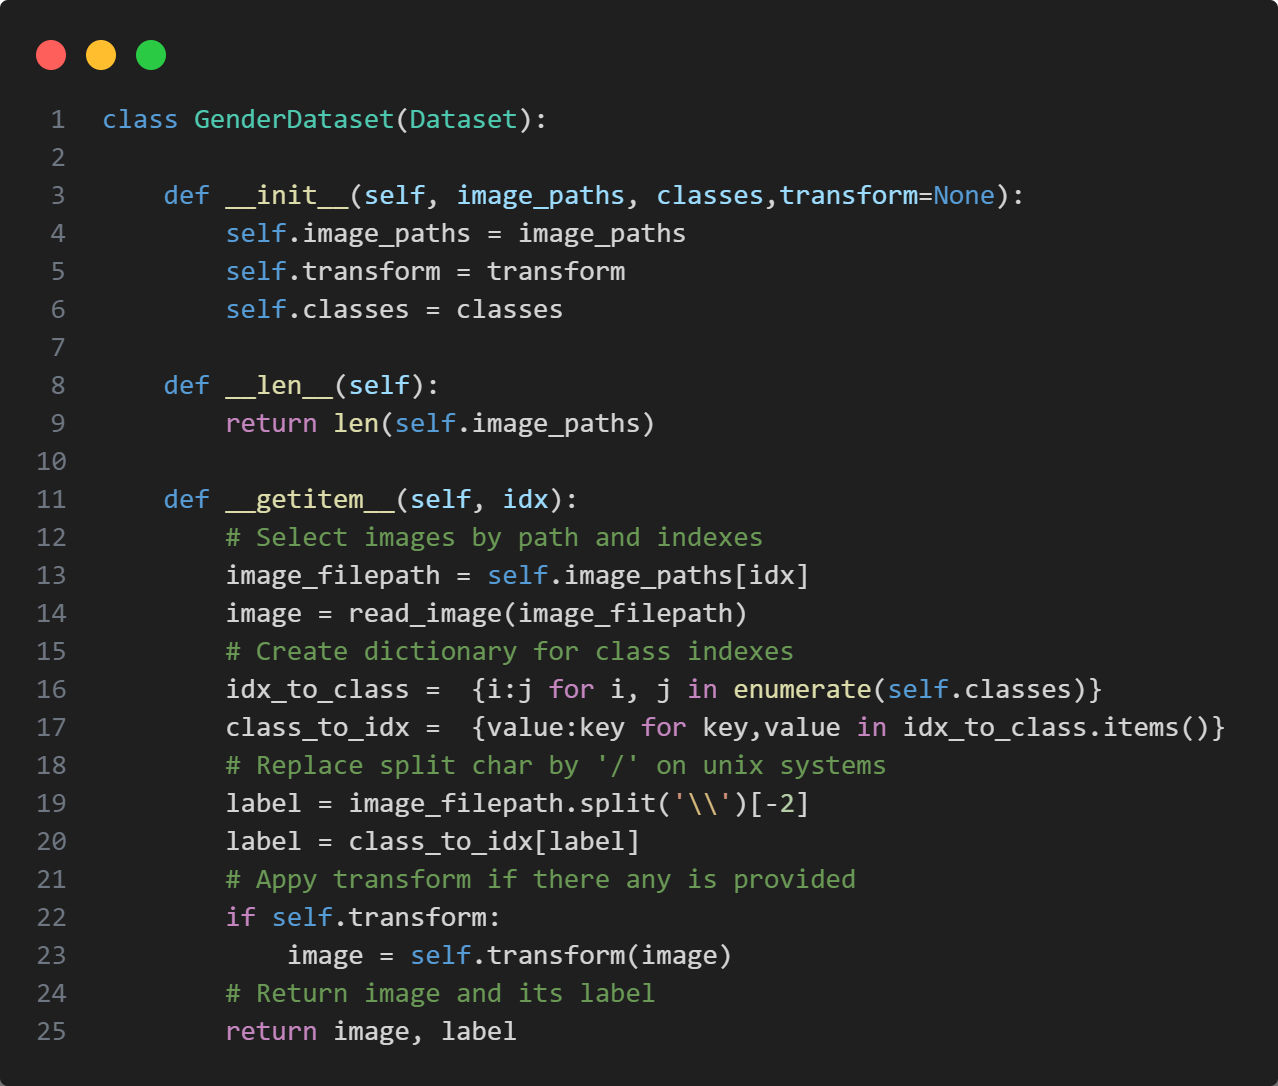 1 class GenderDataset(Dataset):
2
3     def __init__(self, image_paths, classes,transform=None):
4         self.image_paths = image_paths
5         self.transform = transform
6         self.classes = classes
7
8     def __len__(self):
9         return len(self.image_paths)
10
11     def __getitem__(self, idx):
12         # Select images by path and indexes
13         image_filepath = self.image_paths[idx]
14         image = read_image(image_filepath)
15         # Create dictionary for class indexes
16         idx_to_class =  {i:j for i, j in enumerate(self.classes)}
17         class_to_idx =  {value:key for key,value in idx_to_class.items()}
18         # Replace split char by '/' on unix systems
19         label = image_filepath.split('\\')[-2]
20         label = class_to_idx[label]
21         # Appy transform if there any is provided
22         if self.transform:
23             image = self.transform(image)
24         # Return image and its label
25         return image, label